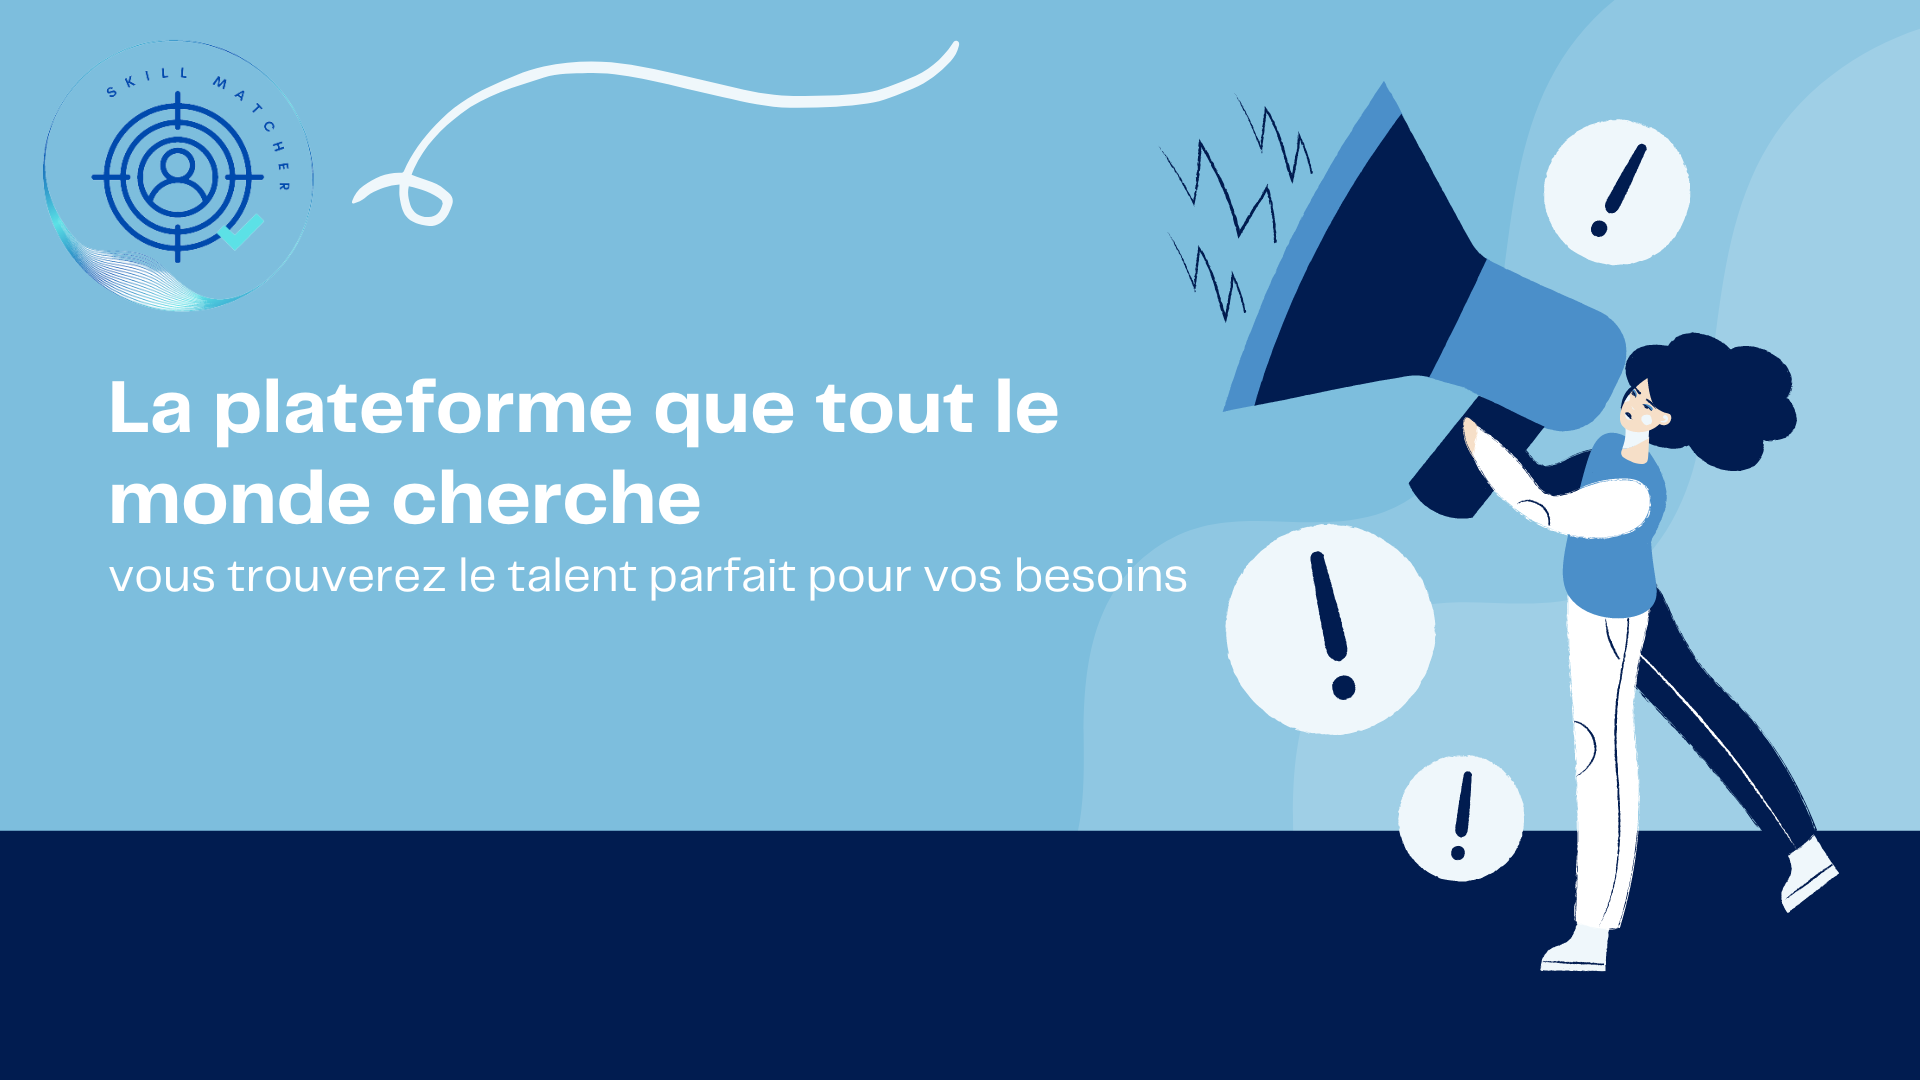 SKILL MATCHER
La plateforme que tout le
monde cherche
vous trouverez le talent parfait pour vos besoins
!
!
!